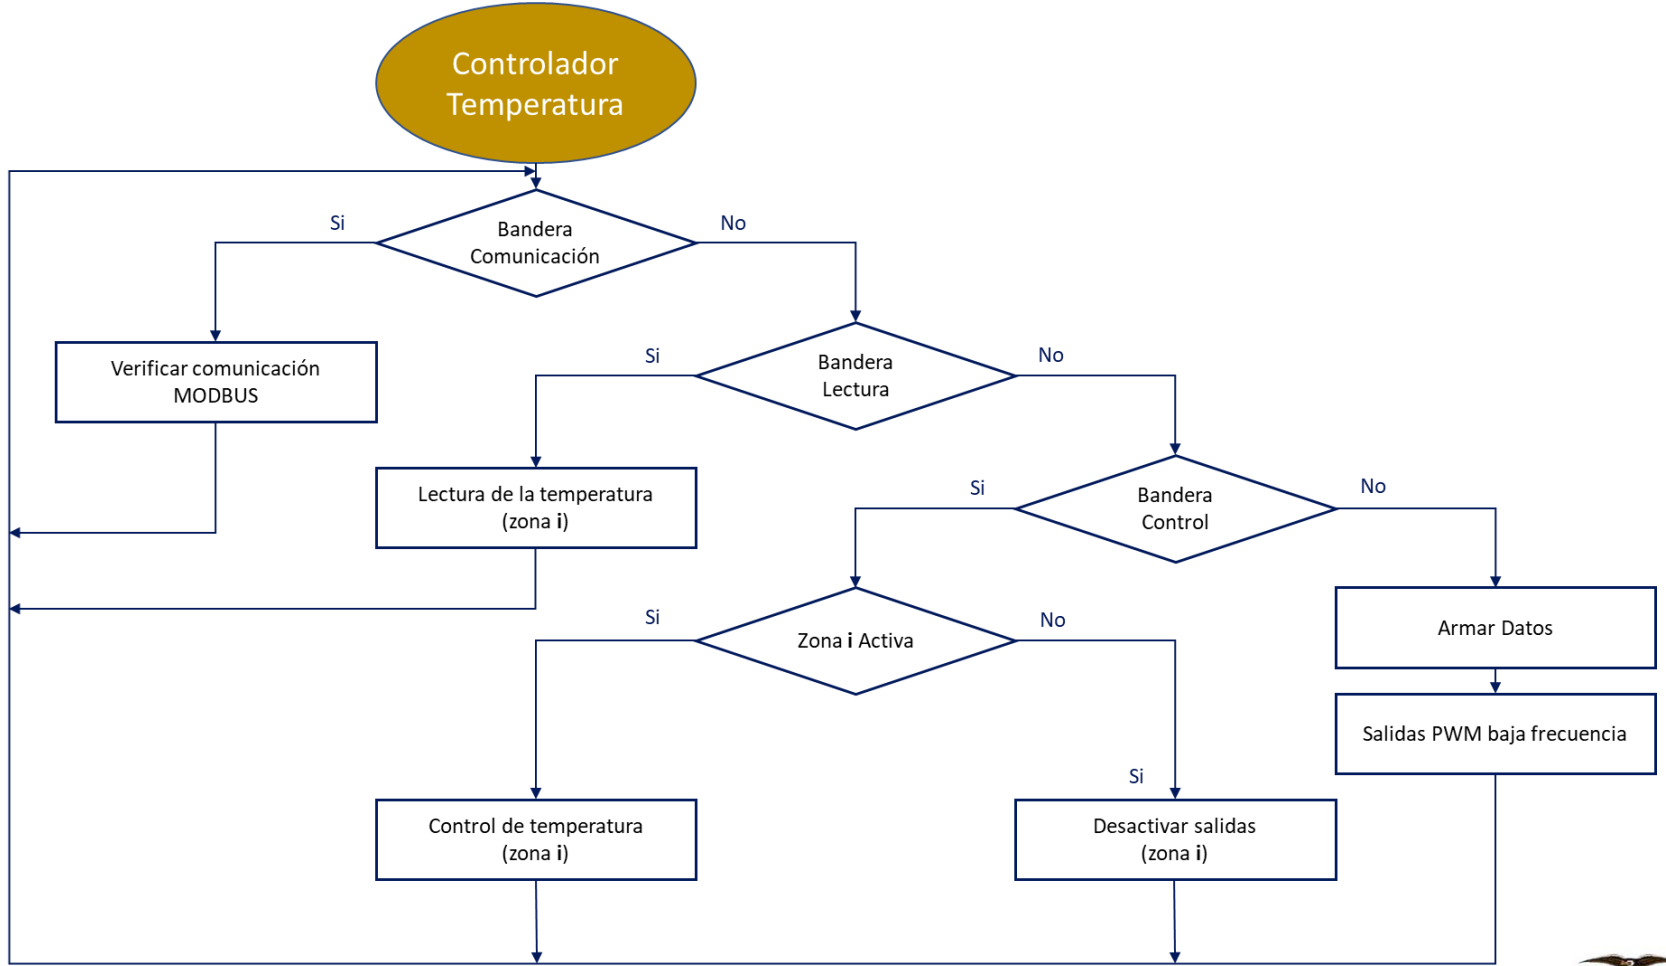 Controlador
Temperatura
Si
No
Bandera
Comunicación
Verificar comunicación
MODBUS
Si
No
Bandera
Lectura
Lectura de la temperatura
(zona i)
Si
No
Bandera
Control
Si
No
Zona i Activa
Armar Datos
Salidas PWM baja frecuencia
Si
Control de temperatura
(zona i)
Desactivar salidas
(zona i)